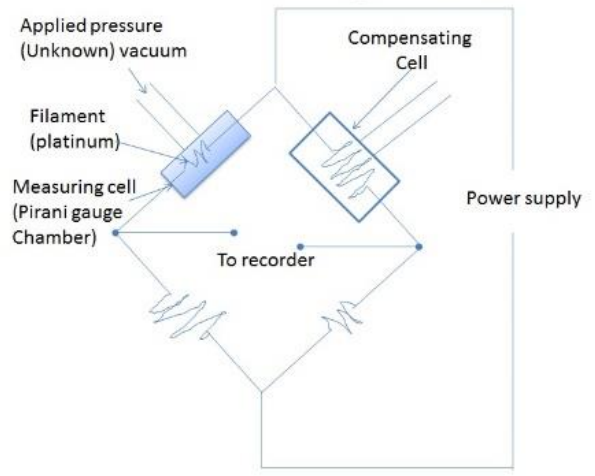 Applied pressure
(Unknown) vacuum
Compensating
Cell
Filament
(platinum)
Measuring cell
(Pirani gauge
Chamber)
Power supply
To recorder